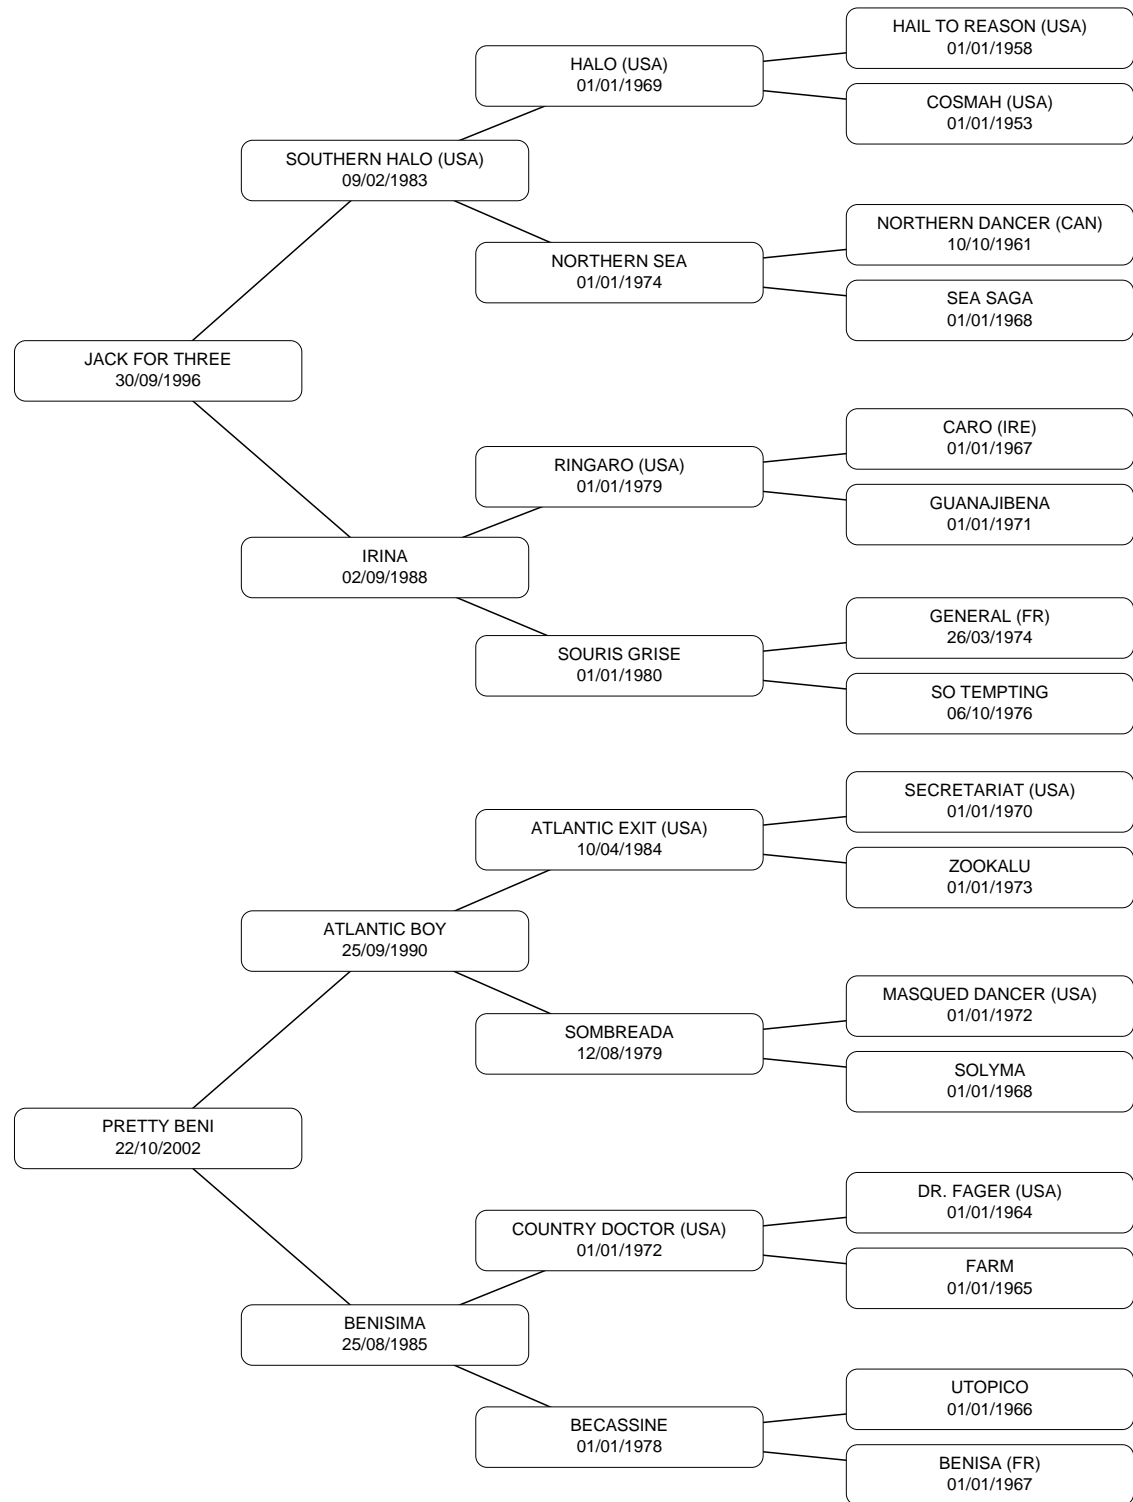 HAIL TO REASON (USA)
01/01/1958
HALO (USA)
01/01/1969
COSMAH (USA)
01/01/1953
SOUTHERN HALO (USA)
09/02/1983
NORTHERN DANCER (CAN)
10/10/1961
NORTHERN SEA
01/01/1974
SEA SAGA
01/01/1968
JACK FOR THREE
30/09/1996
CARO (IRE)
01/01/1967
RINGARO (USA)
01/01/1979
GUANAJIBENA
01/01/1971
IRINA
02/09/1988
GENERAL (FR)
26/03/1974
SOURIS GRISE
01/01/1980
SO TEMPTING
06/10/1976
SECRETARIAT (USA)
01/01/1970
ATLANTIC EXIT (USA)
10/04/1984
ZOOKALU
01/01/1973
ATLANTIC BOY
25/09/1990
MASQUED DANCER (USA)
01/01/1972
SOMBREADA
12/08/1979
SOLYMA
01/01/1968
PRETTY BENI
22/10/2002
DR. FAGER (USA)
01/01/1964
COUNTRY DOCTOR (USA)
01/01/1972
FARM
01/01/1965
BENISIMA
25/08/1985
UTOPICO
01/01/1966
BECASSINE
01/01/1978
BENISA (FR)
01/01/1967